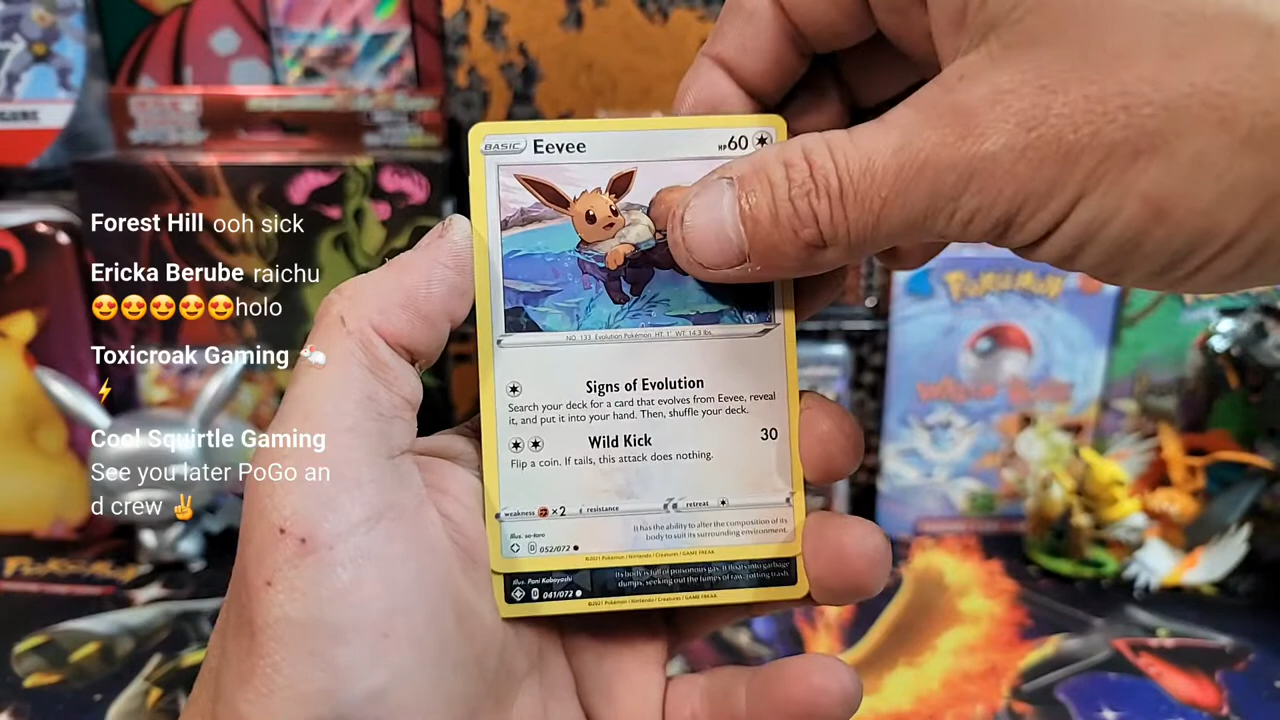 BASIC Eevee HP 60
NO. 133 Evolution Pokémon HT: 1' WT: 14.3 lbs.
Signs of Evolution
Search your deck for a card that evolves from Eevee, reveal
it, and put it into your hand. Then, shuffle your deck.
Wild Kick 30
Flip a coin. If tails, this attack does nothing.
weakness ×2 resistance retreat
It has the ability to alter the composition of its
body to suit its surrounding environment.
Illus. so-taro
D 052/072
©2021 Pokémon / Nintendo / Creatures / GAME FREAK
Illus. Pani Kobayashi
Its body is full of poisonous gas. It floats into garbage
dumps, seeking out the fumes of raw, rotting trash.
D 041/072
©2021 Pokémon / Nintendo / Creatures / GAME FREAK
Forest Hill ooh sick
Ericka Berube raichu
😍😍😍😍😍holo
Toxicroak Gaming 🐁
⚡
Cool Squirtle Gaming
See you later PoGo an
d crew ✌
POKÉMON